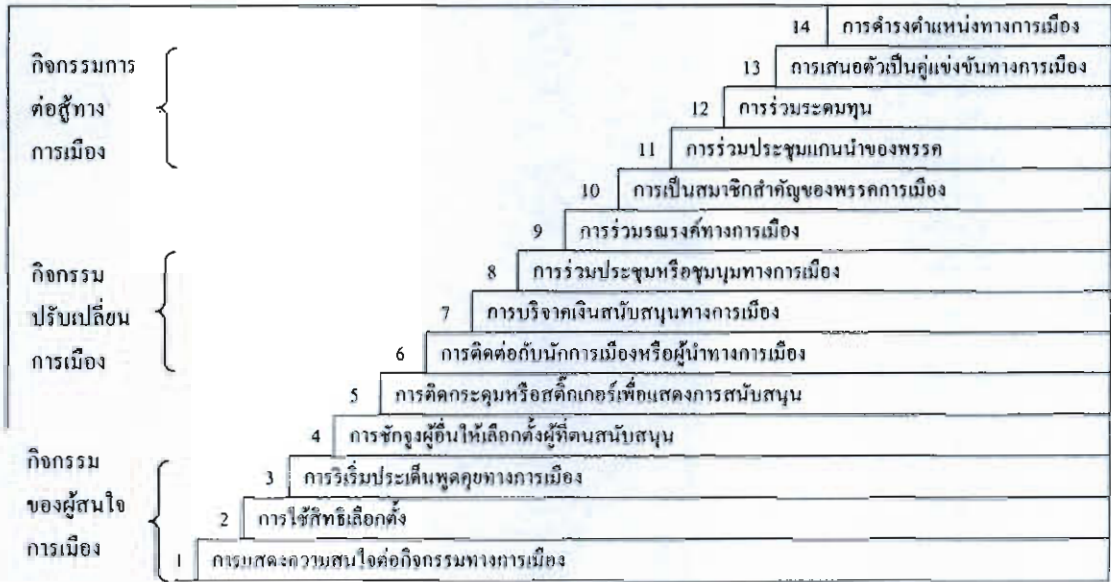 14 การดำรงตำแหน่งทางการเมือง
กิจกรรมการ
ต่อสู้ทาง
การเมือง
13 การเสนอตัวเป็นคู่แข่งขันทางการเมือง
12 การร่วมระดมทุน
11 การร่วมประชุมแกนนำของพรรค
10 การเป็นสมาชิกสำคัญของพรรคการเมือง
9 การร่วมรณรงค์ทางการเมือง
กิจกรรม
ปรับเปลี่ยน
การเมือง
8 การร่วมประชุมหรือชุมนุมทางการเมือง
7 การบริจาคเงินสนับสนุนทางการเมือง
6 การติดต่อกับนักการเมืองหรือผู้นำทางการเมือง
5 การติดกระดุมหรือสติ๊กเกอร์เพื่อแสดงการสนับสนุน
4 การชักจูงผู้อื่นให้เลือกตั้งผู้ที่ตนสนับสนุน
กิจกรรม
ของผู้สนใจ
การเมือง
3 การริเริ่มประเด็นพูดคุยทางการเมือง
2 การใช้สิทธิเลือกตั้ง
1 การแสดงความสนใจต่อกิจกรรมทางการเมือง